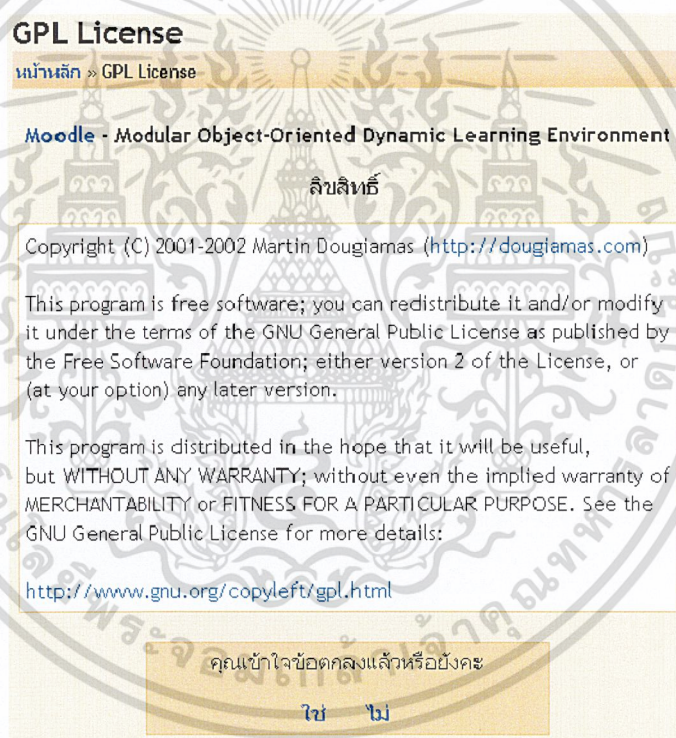 GPL License
หน้าหลัก » GPL License
Moodle - Modular Object-Oriented Dynamic Learning Environment
ลิขสิทธิ์
Copyright (C) 2001-2002 Martin Dougiamas (http://dougiamas.com)
This program is free software; you can redistribute it and/or modify
it under the terms of the GNU General Public License as published by
the Free Software Foundation; either version 2 of the License, or
(at your option) any later version.
This program is distributed in the hope that it will be useful,
but WITHOUT ANY WARRANTY; without even the implied warranty of
MERCHANTABILITY or FITNESS FOR A PARTICULAR PURPOSE. See the
GNU General Public License for more details:
http://www.gnu.org/copyleft/gpl.html
คุณเข้าใจข้อตกลงแล้วหรือยังคะ
ใช่ ไม่